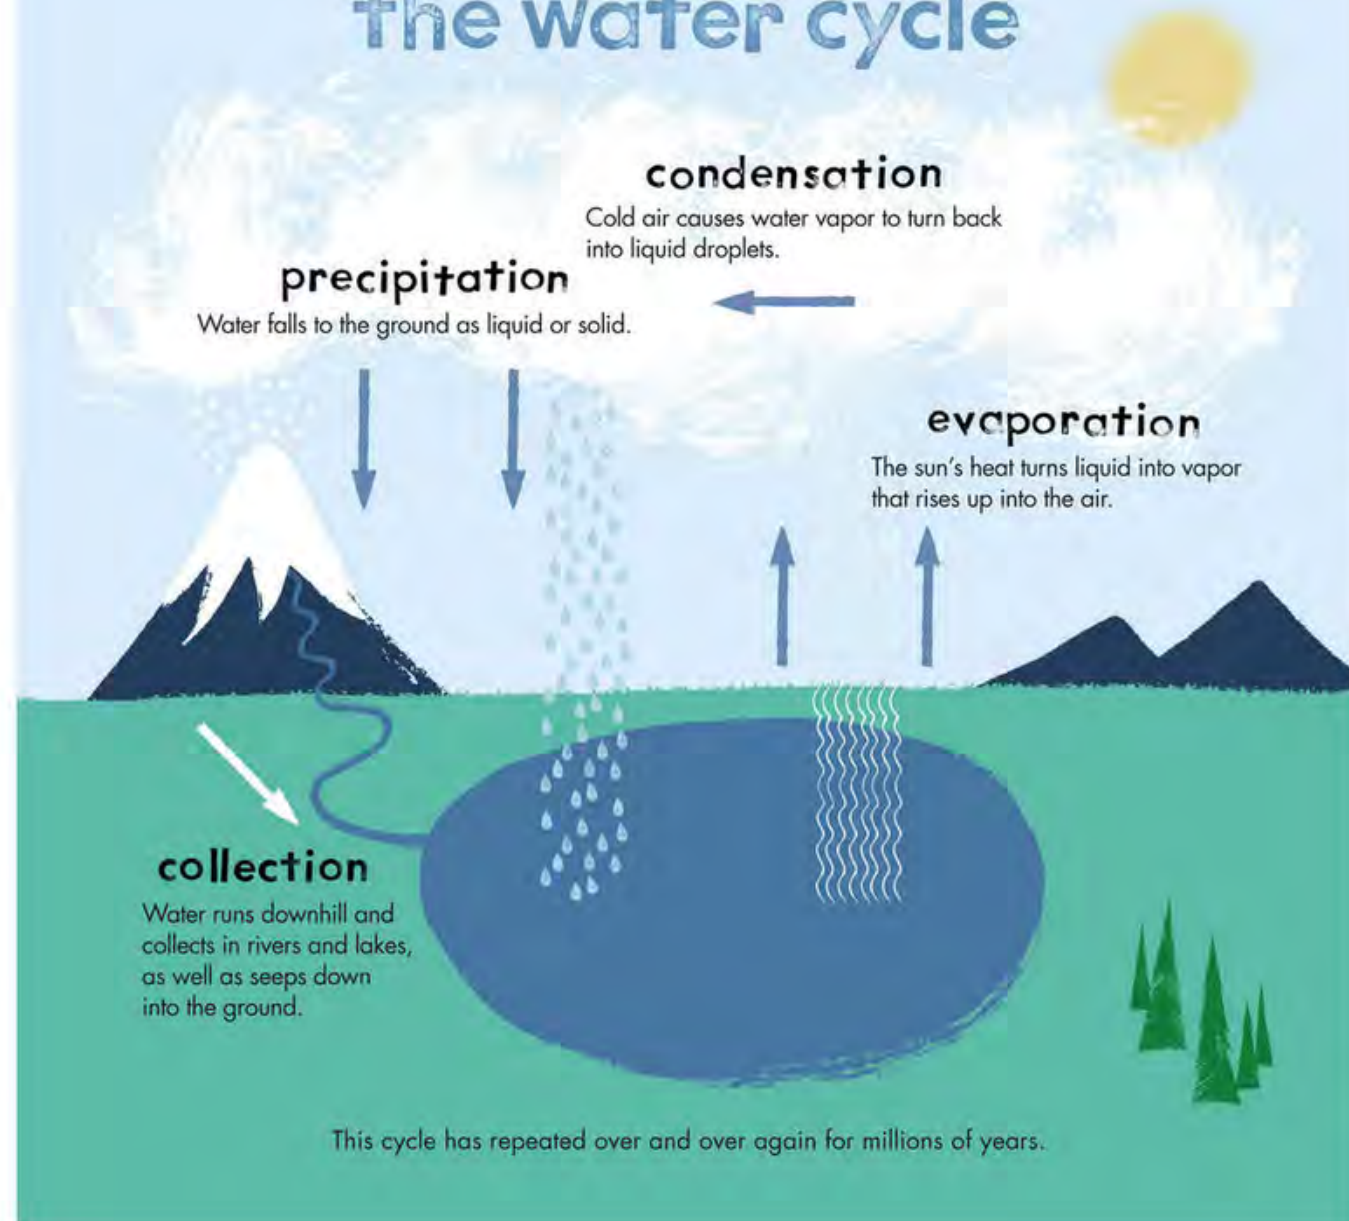 the water cycle
condensation
Cold air causes water vapor to turn back
into liquid droplets.
precipitation
Water falls to the ground as liquid or solid.
evaporation
The sun's heat turns liquid into vapor
that rises up into the air.
collection
Water runs downhill and
collects in rivers and lakes,
as well as seeps down
into the ground.
This cycle has repeated over and over again for millions of years.